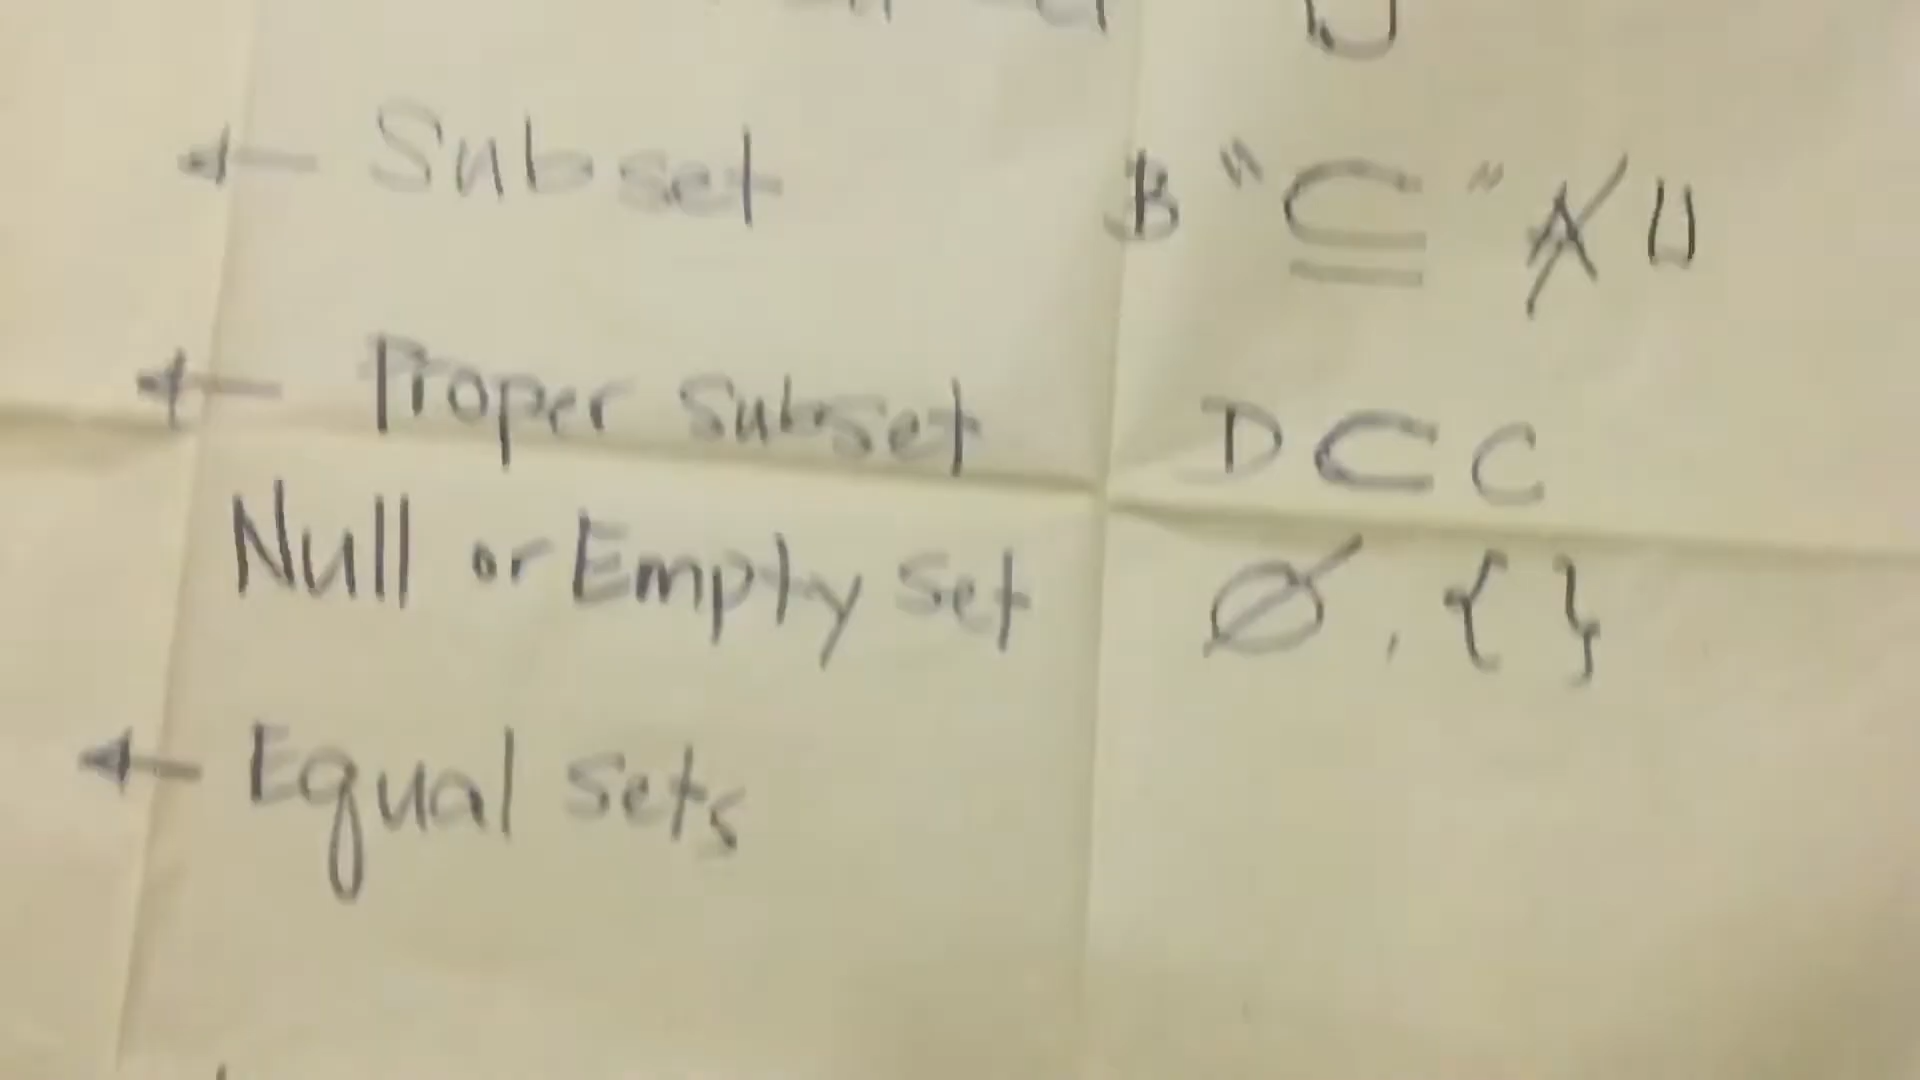 U
Subset B "⊆" A U
Proper Subset D ⊂ C
Null or Empty Set Ø, { }
Equal Sets